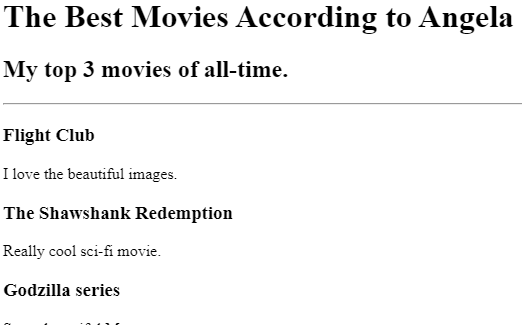 The Best Movies According to Angela
My top 3 movies of all-time.
Flight Club
I love the beautiful images.
The Shawshank Redemption
Really cool sci-fi movie.
Godzilla series